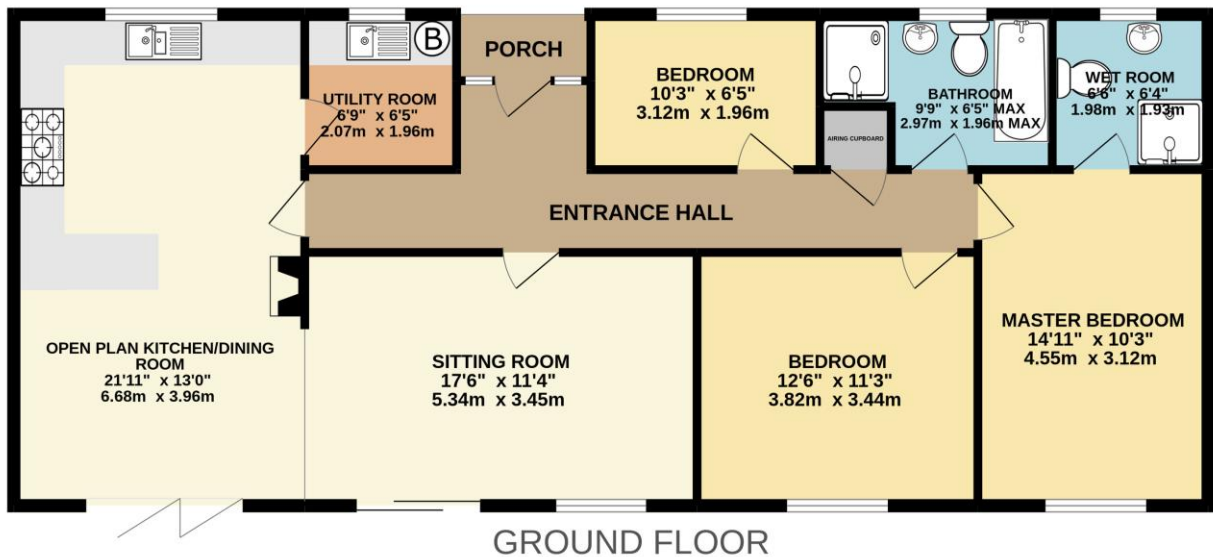 PORCH
UTILITY ROOM
6'9" x 6'5"
2.07m x 1.96m
B
BEDROOM
10'3" x 6'5"
3.12m x 1.96m
BATHROOM
9'9" x 6'5" MAX
2.97m x 1.96m MAX
WET ROOM
6'6" x 6'4"
1.98m x 1.93m
AIRING CUPBOARD
ENTRANCE HALL
OPEN PLAN KITCHEN/DINING
ROOM
21'11" x 13'0"
6.68m x 3.96m
SITTING ROOM
17'6" x 11'4"
5.34m x 3.45m
BEDROOM
12'6" x 11'3"
3.82m x 3.44m
MASTER BEDROOM
14'11" x 10'3"
4.55m x 3.12m
GROUND FLOOR